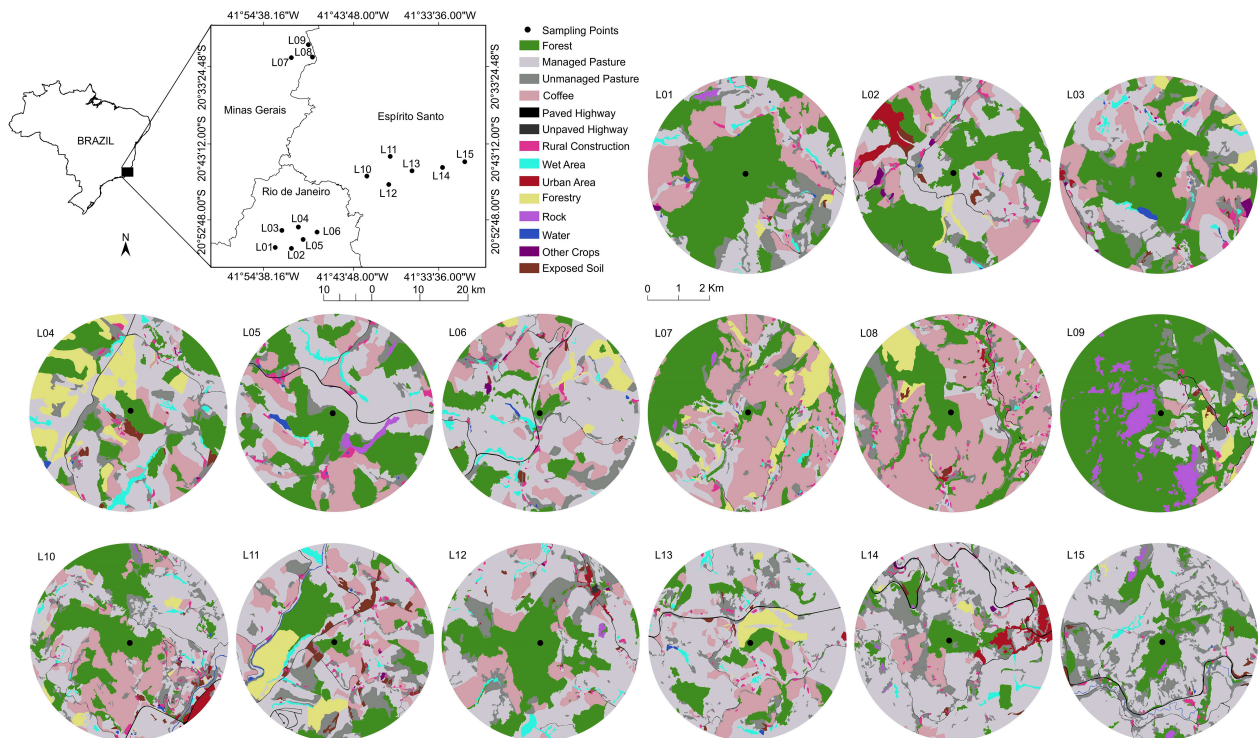 41°54'38.16"W
41°43'48.00"W
41°33'36.00"W
L09
L08
L07
20°33'24.48"S
20°33'24.48"S
Minas Gerais
Espírito Santo
BRAZIL
20°43'12.00"S
20°43'12.00"S
L11
L15
L10
L13
L14
L12
Rio de Janeiro
L04
L03
L06
L05
L01
L02
20°52'48.00"S
20°52'48.00"S
N
41°54'38.16"W
41°43'48.00"W
41°33'36.00"W
10 0 10 20 km
Sampling Points
Forest
Managed Pasture
Unmanaged Pasture
Coffee
Paved Highway
Unpaved Highway
Rural Construction
Wet Area
Urban Area
Forestry
Rock
Water
Other Crops
Exposed Soil
0 1 2 Km
L01
L02
L03
L04
L05
L06
L07
L08
L09
L10
L11
L12
L13
L14
L15